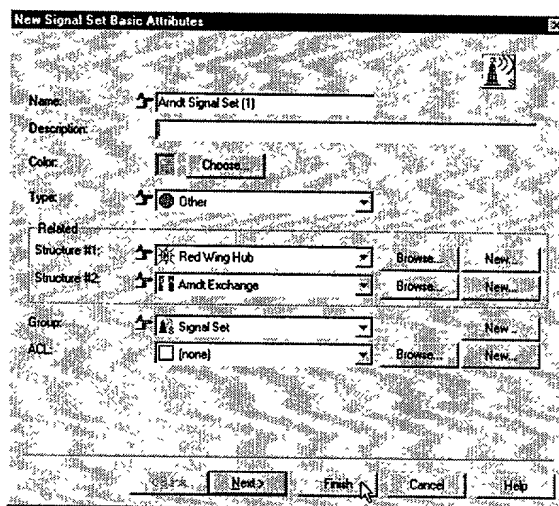 New Signal Set Basic Attributes
Name: Arndt Signal Set (1)
Description:
Color: Choose...
Type: Other
Related
Structure #1: Red Wing Hub Browse... New...
Structure #2: Arndt Exchange Browse... New...
Group: Signal Set New...
ACL: (none) Browse... New...
Next > Finish Cancel Help